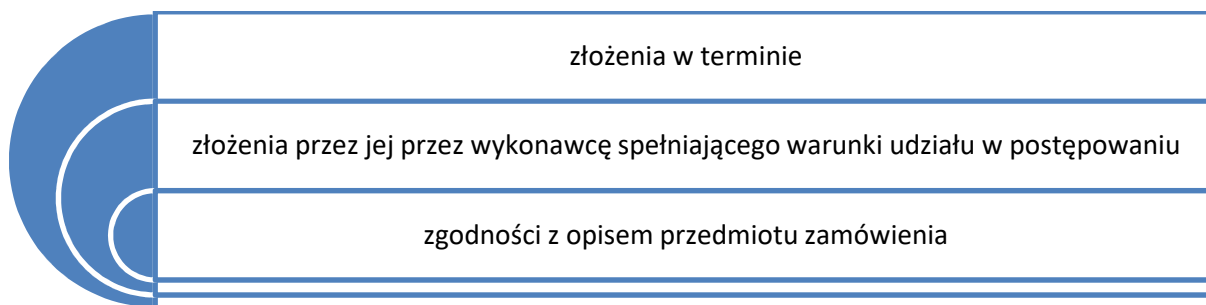 złożenia w terminie
złożenia przez jej przez wykonawcę spełniającego warunki udziału w postępowaniu
zgodności z opisem przedmiotu zamówienia